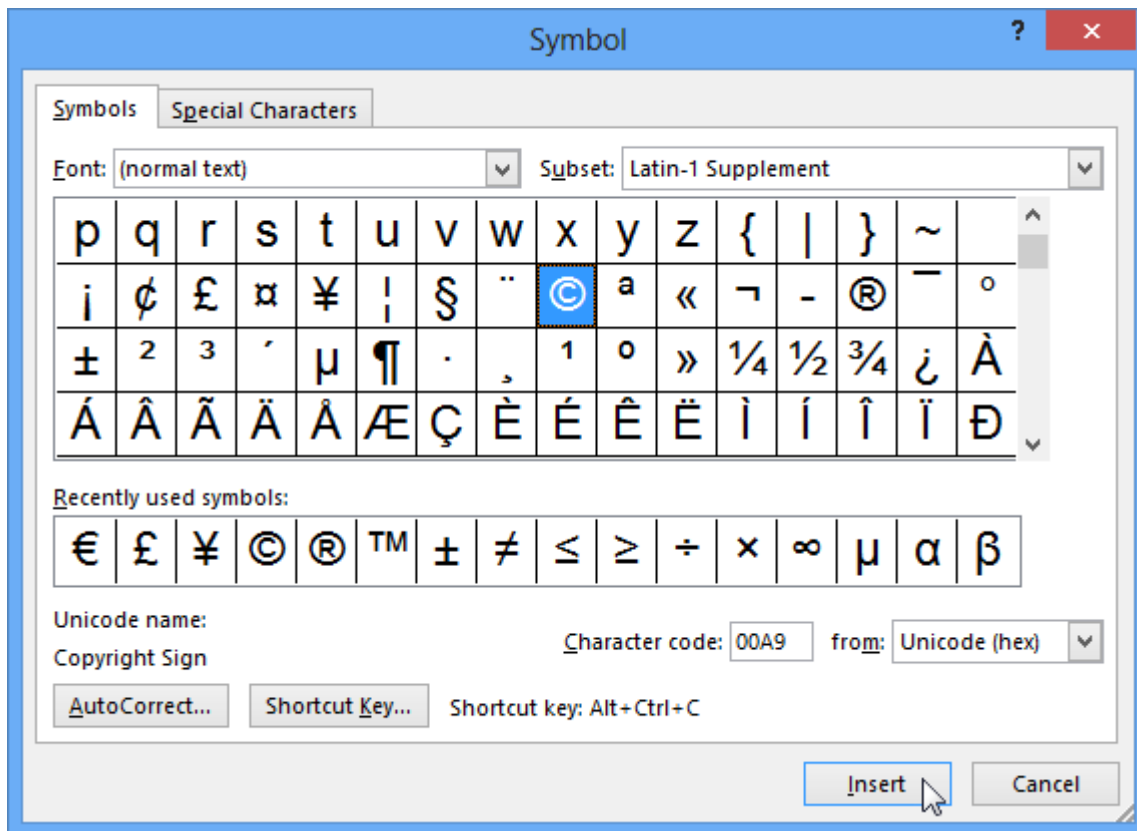 Symbol ?
Symbols Special Characters
Font: (normal text) Subset: Latin-1 Supplement
p q r s t u v w x y z { | } ~
¡ ¢ £ ¤ ¥ ¦ § ¨ © ª « ¬ - ® ¯ °
± ² ³ ´ µ ¶ · ¸ ¹ º » ¼ ½ ¾ ¿ À
Á Â Ã Ä Å Æ Ç È É Ê Ë Ì Í Î Ï Ð
Recently used symbols:
€ £ ¥ © ® ™ ± ≠ ≤ ≥ ÷ × ∞ µ α β
Unicode name:
Copyright Sign
Character code: 00A9 from: Unicode (hex)
AutoCorrect... Shortcut Key... Shortcut key: Alt+Ctrl+C
Insert Cancel